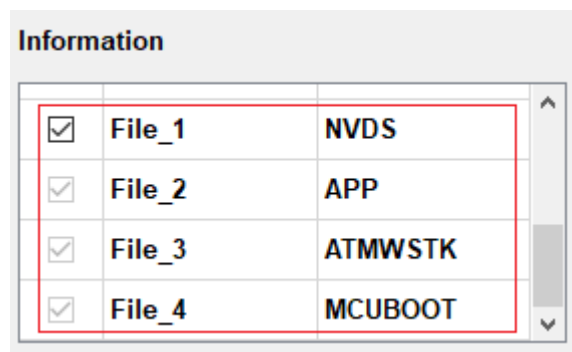 Information
File_1 NVDS
File_2 APP
File_3 ATMWSTK
File_4 MCUBOOT